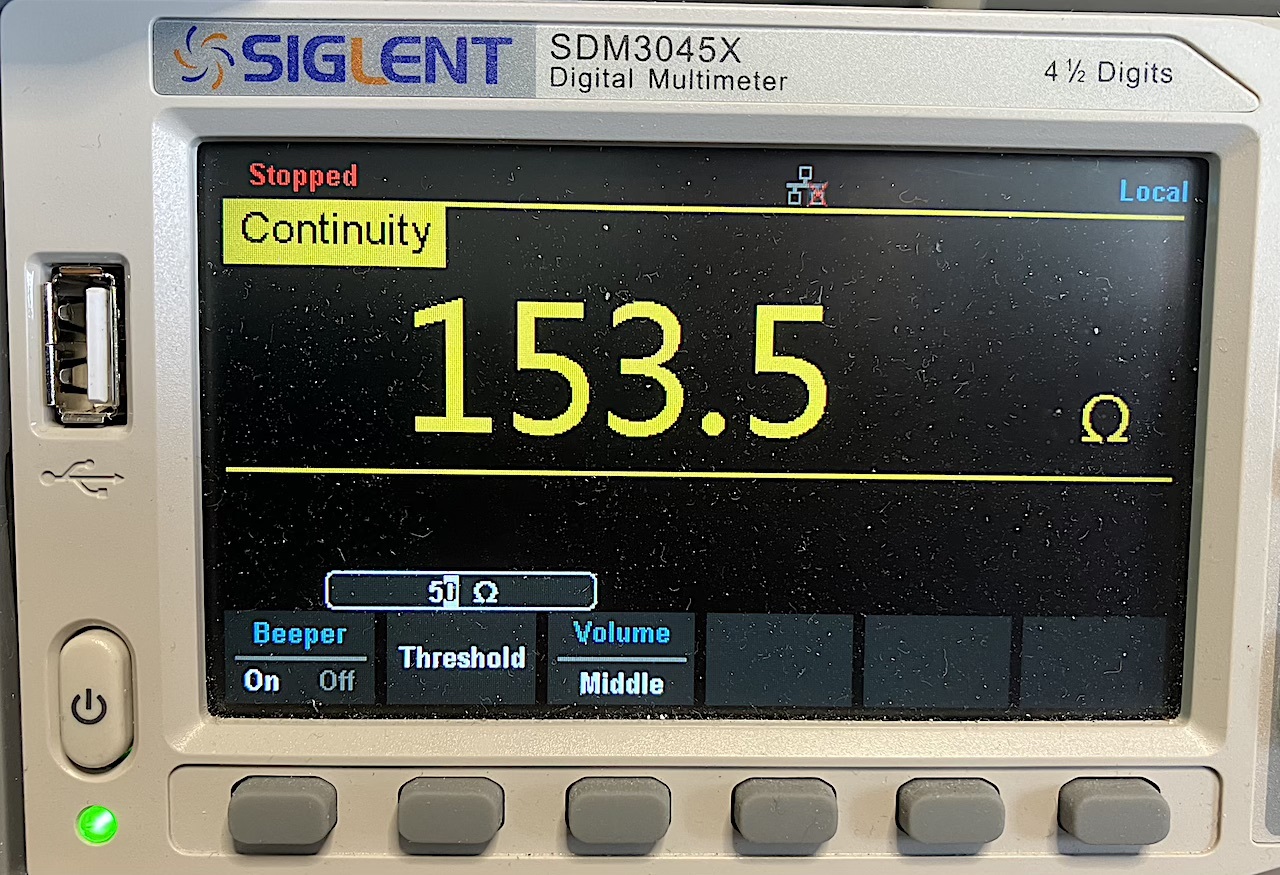 SIGLENT
SDM3045X
Digital Multimeter
4 ½ Digits
Stopped
Local
Continuity
153.5
Ω
50 Ω
Beeper
On Off
Threshold
Volume
Middle